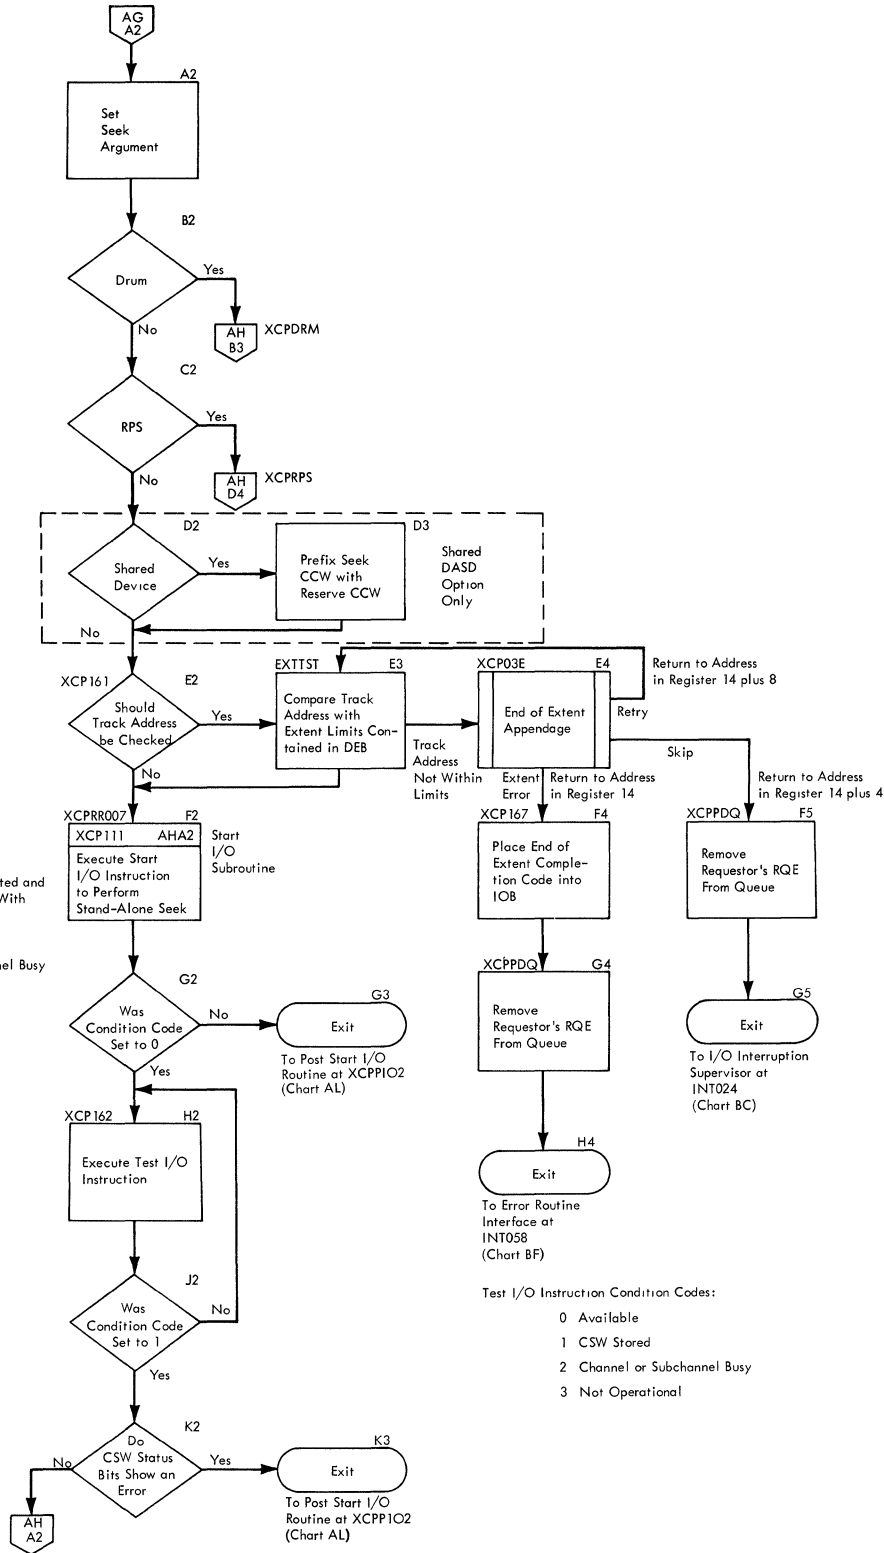 AG
A2
A2
Set
Seek
Argument
B2
Drum
Yes
No
AH
B3
XCPDRM
C2
RPS
Yes
No
AH
D4
XCPRPS
D2
D3
Shared
Device
Yes
No
Prefix Seek
CCW with
Reserve CCW
Shared
DASD
Option
Only
XCP161
E2
Should
Track Address
be Checked
Yes
No
EXTTST
E3
Compare Track
Address with
Extent Limits Con-
tained in DEB
Track
Address
Not Within
Limits
XCP03E
E4
End of Extent
Appendage
Return to Address
in Register 14 plus 8
Retry
Skip
Extent
Error
Return to Address
in Register 14
Return to Address
in Register 14 plus 4
XCPRR007
F2
XCP111
AHA2
Execute Start
I/O Instruction
to Perform
Stand-Alone Seek
Start
I/O
Subroutine
ted and
With
nel Busy
XCP167
F4
Place End of
Extent Comple-
tion Code into
IOB
XCPPDQ
F5
Remove
Requestor's RQE
From Queue
G2
Was
Condition Code
Set to 0
No
Yes
G3
Exit
To Post Start I/O
Routine at XCPPIO2
(Chart AL)
XCPPDQ
G4
Remove
Requestor's RQE
From Queue
G5
Exit
To I/O Interruption
Supervisor at
INT024
(Chart BC)
XCP162
H2
Execute Test I/O
Instruction
H4
Exit
To Error Routine
Interface at
INT058
(Chart BF)
J2
Was
Condition Code
Set to 1
No
Yes
Test I/O Instruction Condition Codes:
0 Available
1 CSW Stored
2 Channel or Subchannel Busy
3 Not Operational
K2
Do
CSW Status
Bits Show an
Error
No
Yes
AH
A2
K3
Exit
To Post Start I/O
Routine at XCPP1O2
(Chart AL)